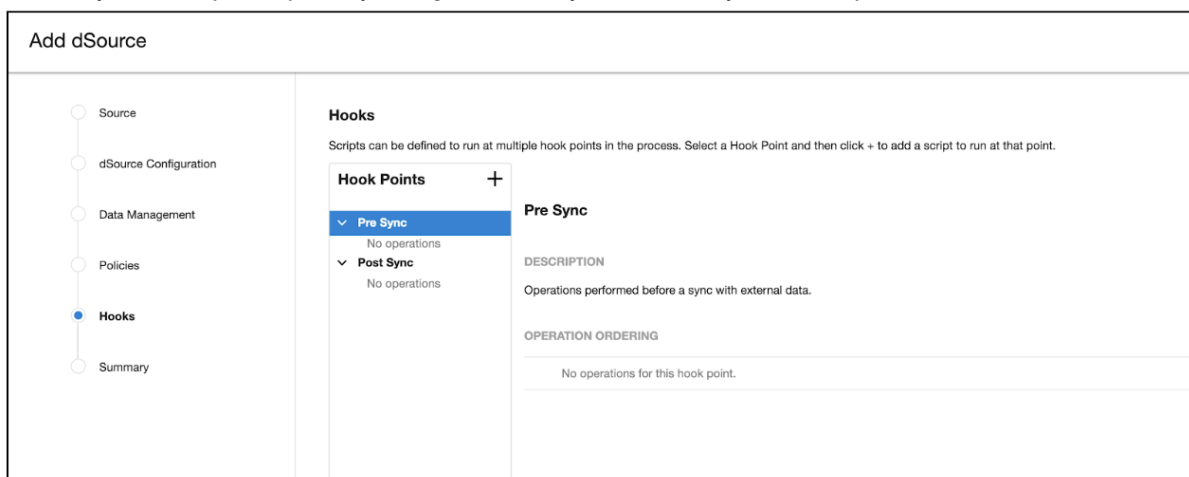 Add dSource
Source
dSource Configuration
Data Management
Policies
Hooks
Summary
Hooks
Scripts can be defined to run at multiple hook points in the process. Select a Hook Point and then click + to add a script to run at that point.
Hook Points +
Pre Sync
No operations
Post Sync
No operations
Pre Sync
DESCRIPTION
Operations performed before a sync with external data.
OPERATION ORDERING
No operations for this hook point.